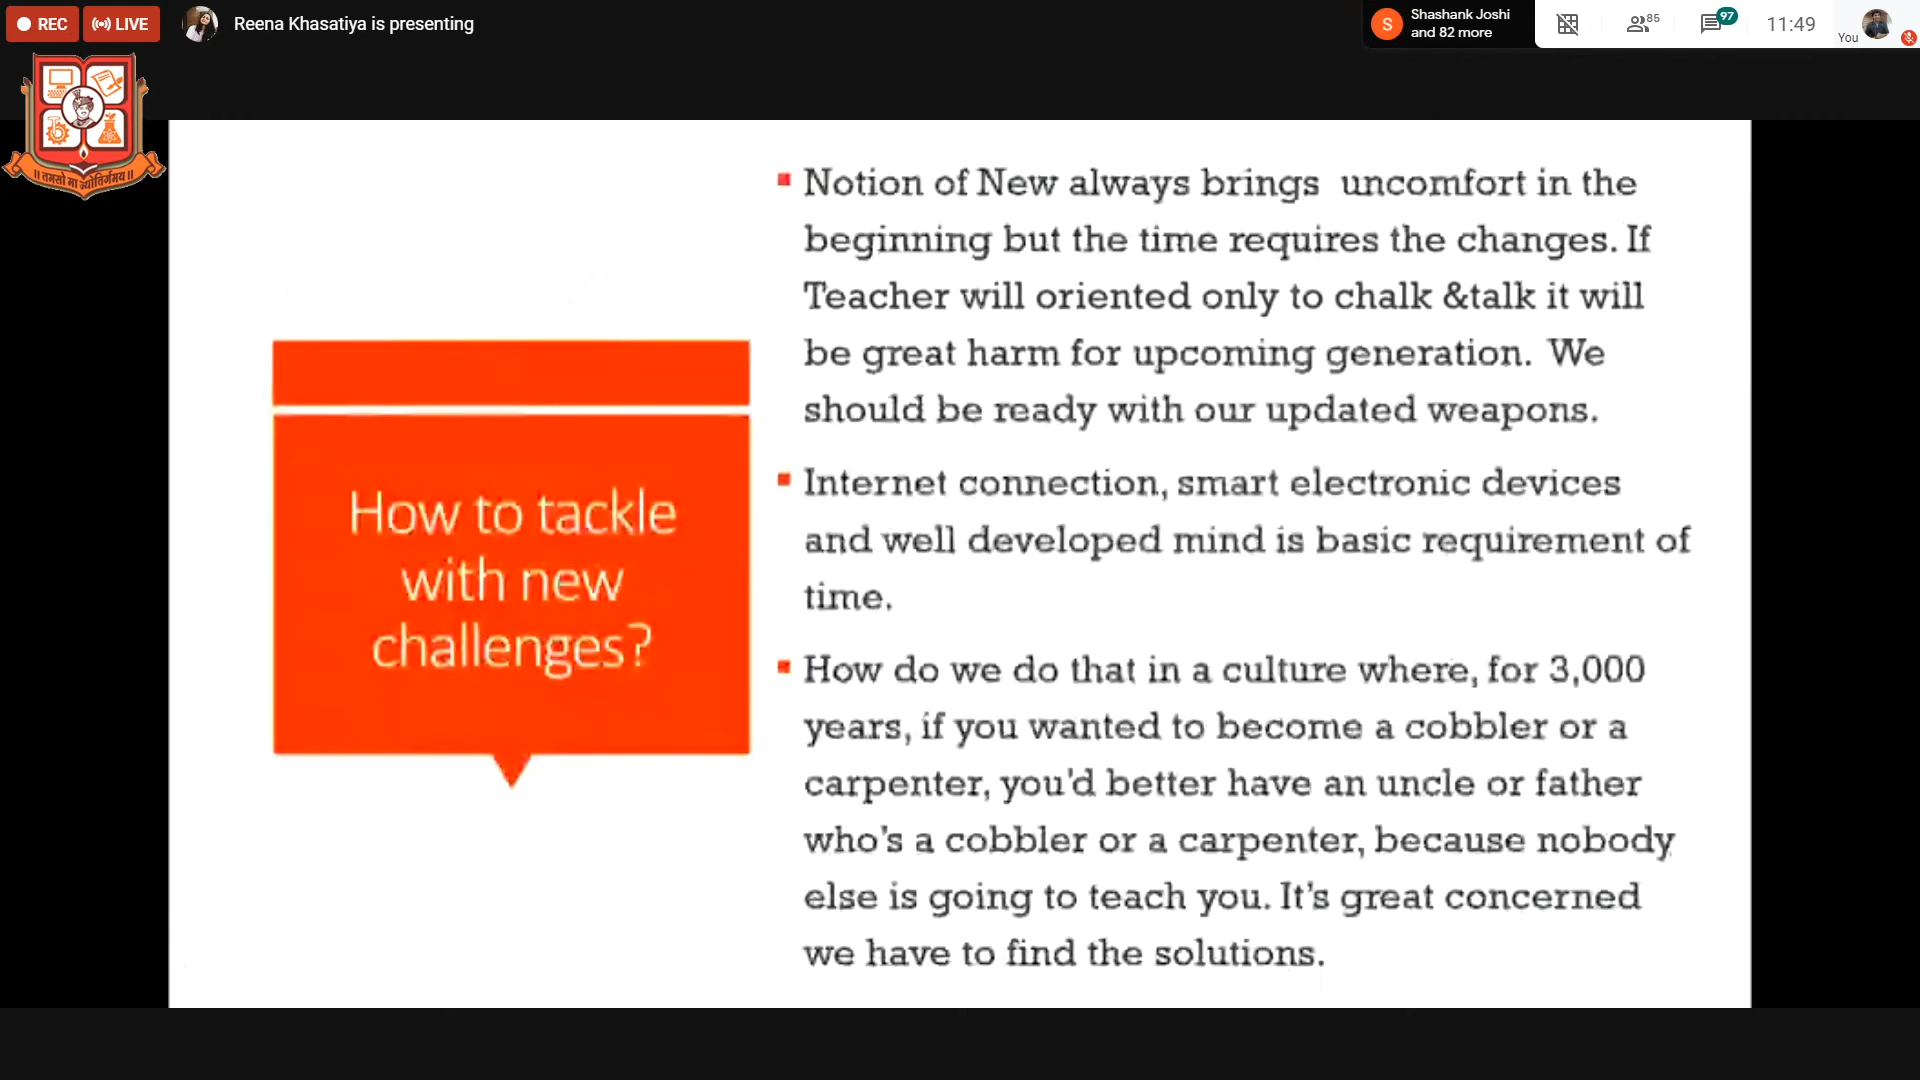 REC
LIVE
Reena Khasatiya is presenting
Shashank Joshi
and 82 more
S
85
97
11:49
You
॥ तमसो मा ज्योतिर्गमय ॥
How to tackle
with new
challenges?
Notion of New always brings uncomfort in the
beginning but the time requires the changes. If
Teacher will oriented only to chalk &talk it will
be great harm for upcoming generation. We
should be ready with our updated weapons.
Internet connection, smart electronic devices
and well developed mind is basic requirement of
time.
How do we do that in a culture where, for 3,000
years, if you wanted to become a cobbler or a
carpenter, you'd better have an uncle or father
who's a cobbler or a carpenter, because nobody
else is going to teach you. It's great concerned
we have to find the solutions.